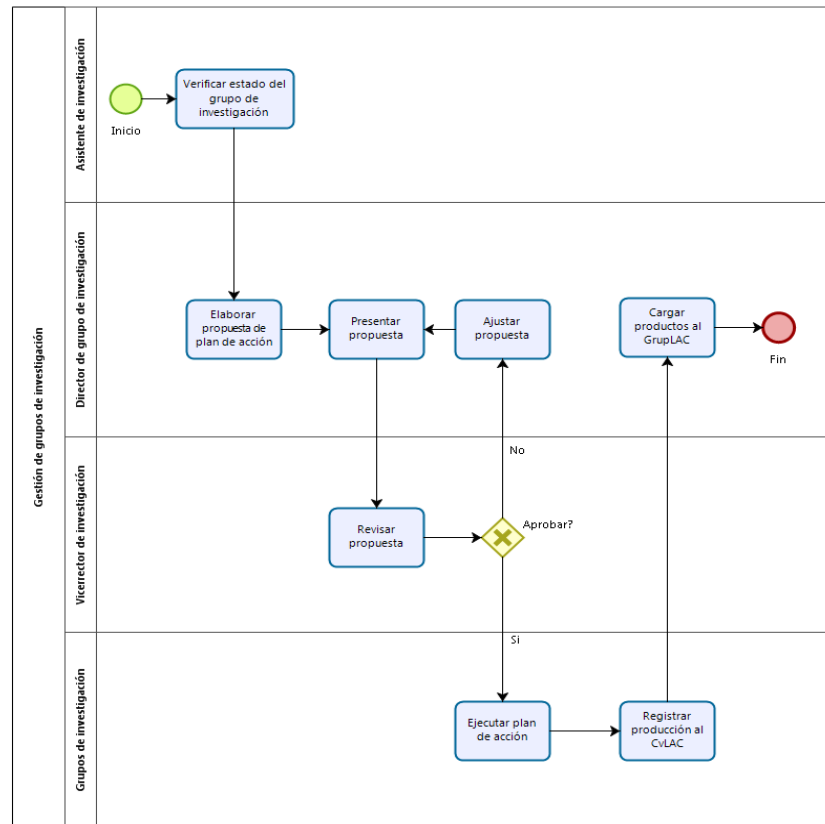 Gestión de grupos de investigación
Asistente de investigación
Inicio
Verificar estado del
grupo de
investigación
Director de grupo de investigación
Elaborar
propuesta de
plan de acción
Presentar
propuesta
Ajustar
propuesta
Cargar
productos al
GrupLAC
Fin
Vicerrector de investigación
No
Revisar
propuesta
Aprobar?
Grupos de investigación
Si
Ejecutar plan
de acción
Registrar
producción al
CvLAC